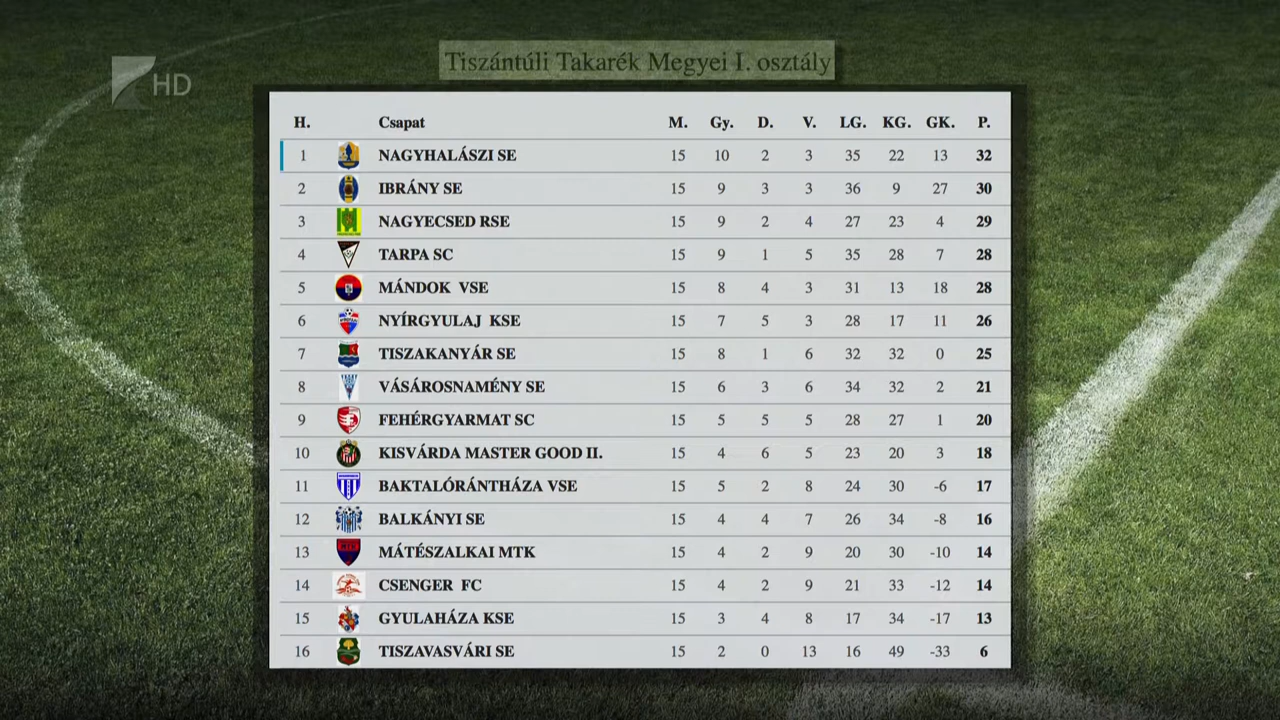 HD
Tiszántúli Takarék Megyei I. osztály
H. Csapat M. Gy. D. V. LG. KG. GK. P.
1 NAGYHALÁSZI SE 15 10 2 3 35 22 13 32
2 IBRÁNY SE 15 9 3 3 36 9 27 30
3 NAGYECSED RSE 15 9 2 4 27 23 4 29
4 TARPA SC 15 9 1 5 35 28 7 28
5 MÁNDOK VSE 15 8 4 3 31 13 18 28
6 NYÍRGYULAJ KSE 15 7 5 3 28 17 11 26
7 TISZAKANYÁR SE 15 8 1 6 32 32 0 25
8 VÁSÁROSNAMÉNY SE 15 6 3 6 34 32 2 21
9 FEHÉRGYARMAT SC 15 5 5 5 28 27 1 20
10 KISVÁRDA MASTER GOOD II. 15 4 6 5 23 20 3 18
11 BAKTALÓRÁNTHÁZA VSE 15 5 2 8 24 30 -6 17
12 BALKÁNYI SE 15 4 4 7 26 34 -8 16
13 MÁTÉSZALKAI MTK 15 4 2 9 20 30 -10 14
14 CSENGER FC 15 4 2 9 21 33 -12 14
15 GYULAHÁZA KSE 15 3 4 8 17 34 -17 13
16 TISZAVASVÁRI SE 15 2 0 13 16 49 -33 6